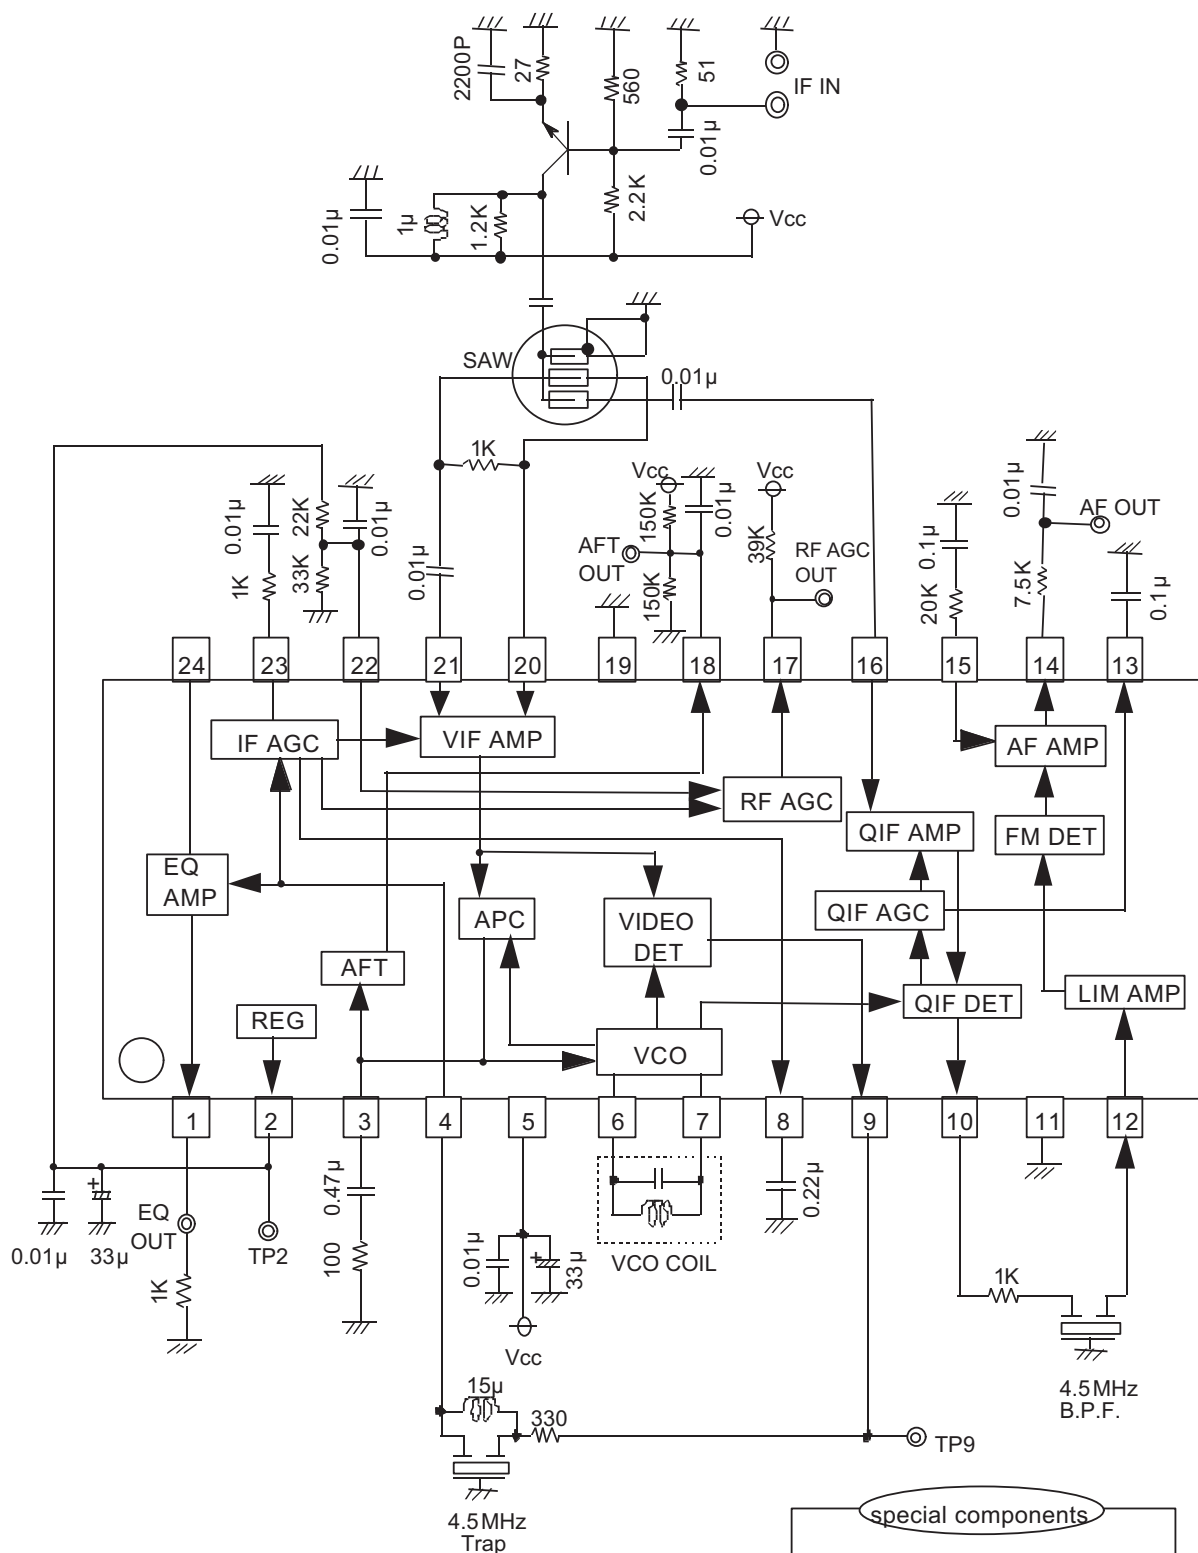 2200P
27
560
51
IF IN
0.01µ
2.2K
0.01µ
1µ
1.2K
Vcc
SAW
0.01µ
1K
0.01µ
22K
0.01µ
1K
33K
0.01µ
Vcc
150K
0.01µ
AFT
OUT
150K
Vcc
39K
RF AGC
OUT
0.1µ
20K
0.01µ
AF OUT
7.5K
0.1µ
24
23
22
21
20
19
18
17
16
15
14
13
IF AGC
VIF AMP
RF AGC
AF AMP
QIF AMP
FM DET
EQ
AMP
APC
VIDEO
DET
QIF AGC
AFT
QIF DET
LIM AMP
REG
VCO
1
2
3
4
5
6
7
8
9
10
11
12
0.01µ
33µ
EQ
OUT
1K
TP2
0.47µ
100
0.01µ
33µ
Vcc
VCO COIL
0.22µ
1K
4.5MHz
B.P.F.
15µ
330
TP9
4.5MHz
Trap
special components